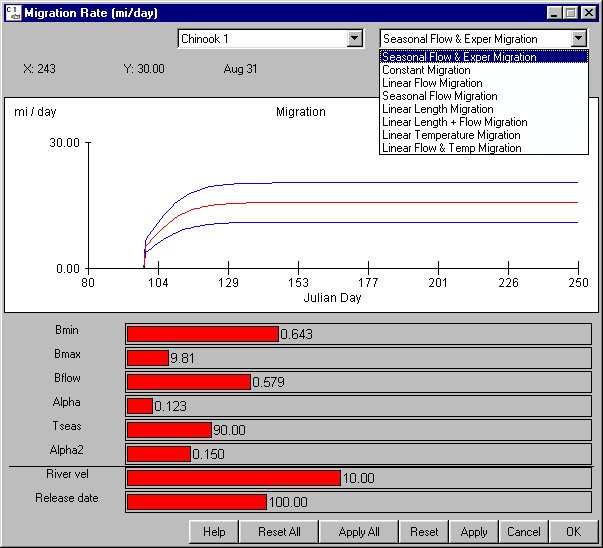 Migration Rate (mi/day)
Chinook 1
Seasonal Flow & Exper Migration
X: 243 Y: 30.00 Aug 31
Seasonal Flow & Exper Migration
Constant Migration
Linear Flow Migration
Seasonal Flow Migration
Linear Length Migration
Linear Length + Flow Migration
Linear Temperature Migration
Linear Flow & Temp Migration
mi / day Migration
30.00
0.00
80 104 129 153 177 201 226 250
Julian Day
Bmin 0.643
Bmax 9.81
Bflow 0.579
Alpha 0.123
Tseas 90.00
Alpha2 0.150
River vel 10.00
Release date 100.00
Help Reset All Apply All Reset Apply Cancel OK